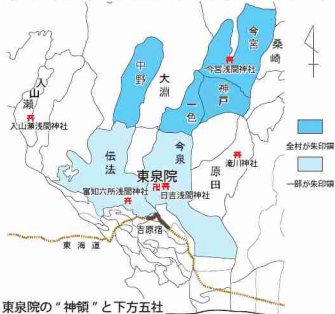 今宮
桑崎
今宮浅間神社
中野
大淵
神戸
一色
入山瀬
入山瀬浅間神社
全村が朱印領
一部が朱印領
伝法
今泉
原田
滝川神社
東泉院
日吉浅間神社
富知六所浅間神社
吉原宿
東海道
東泉院の“神領”と下方五社